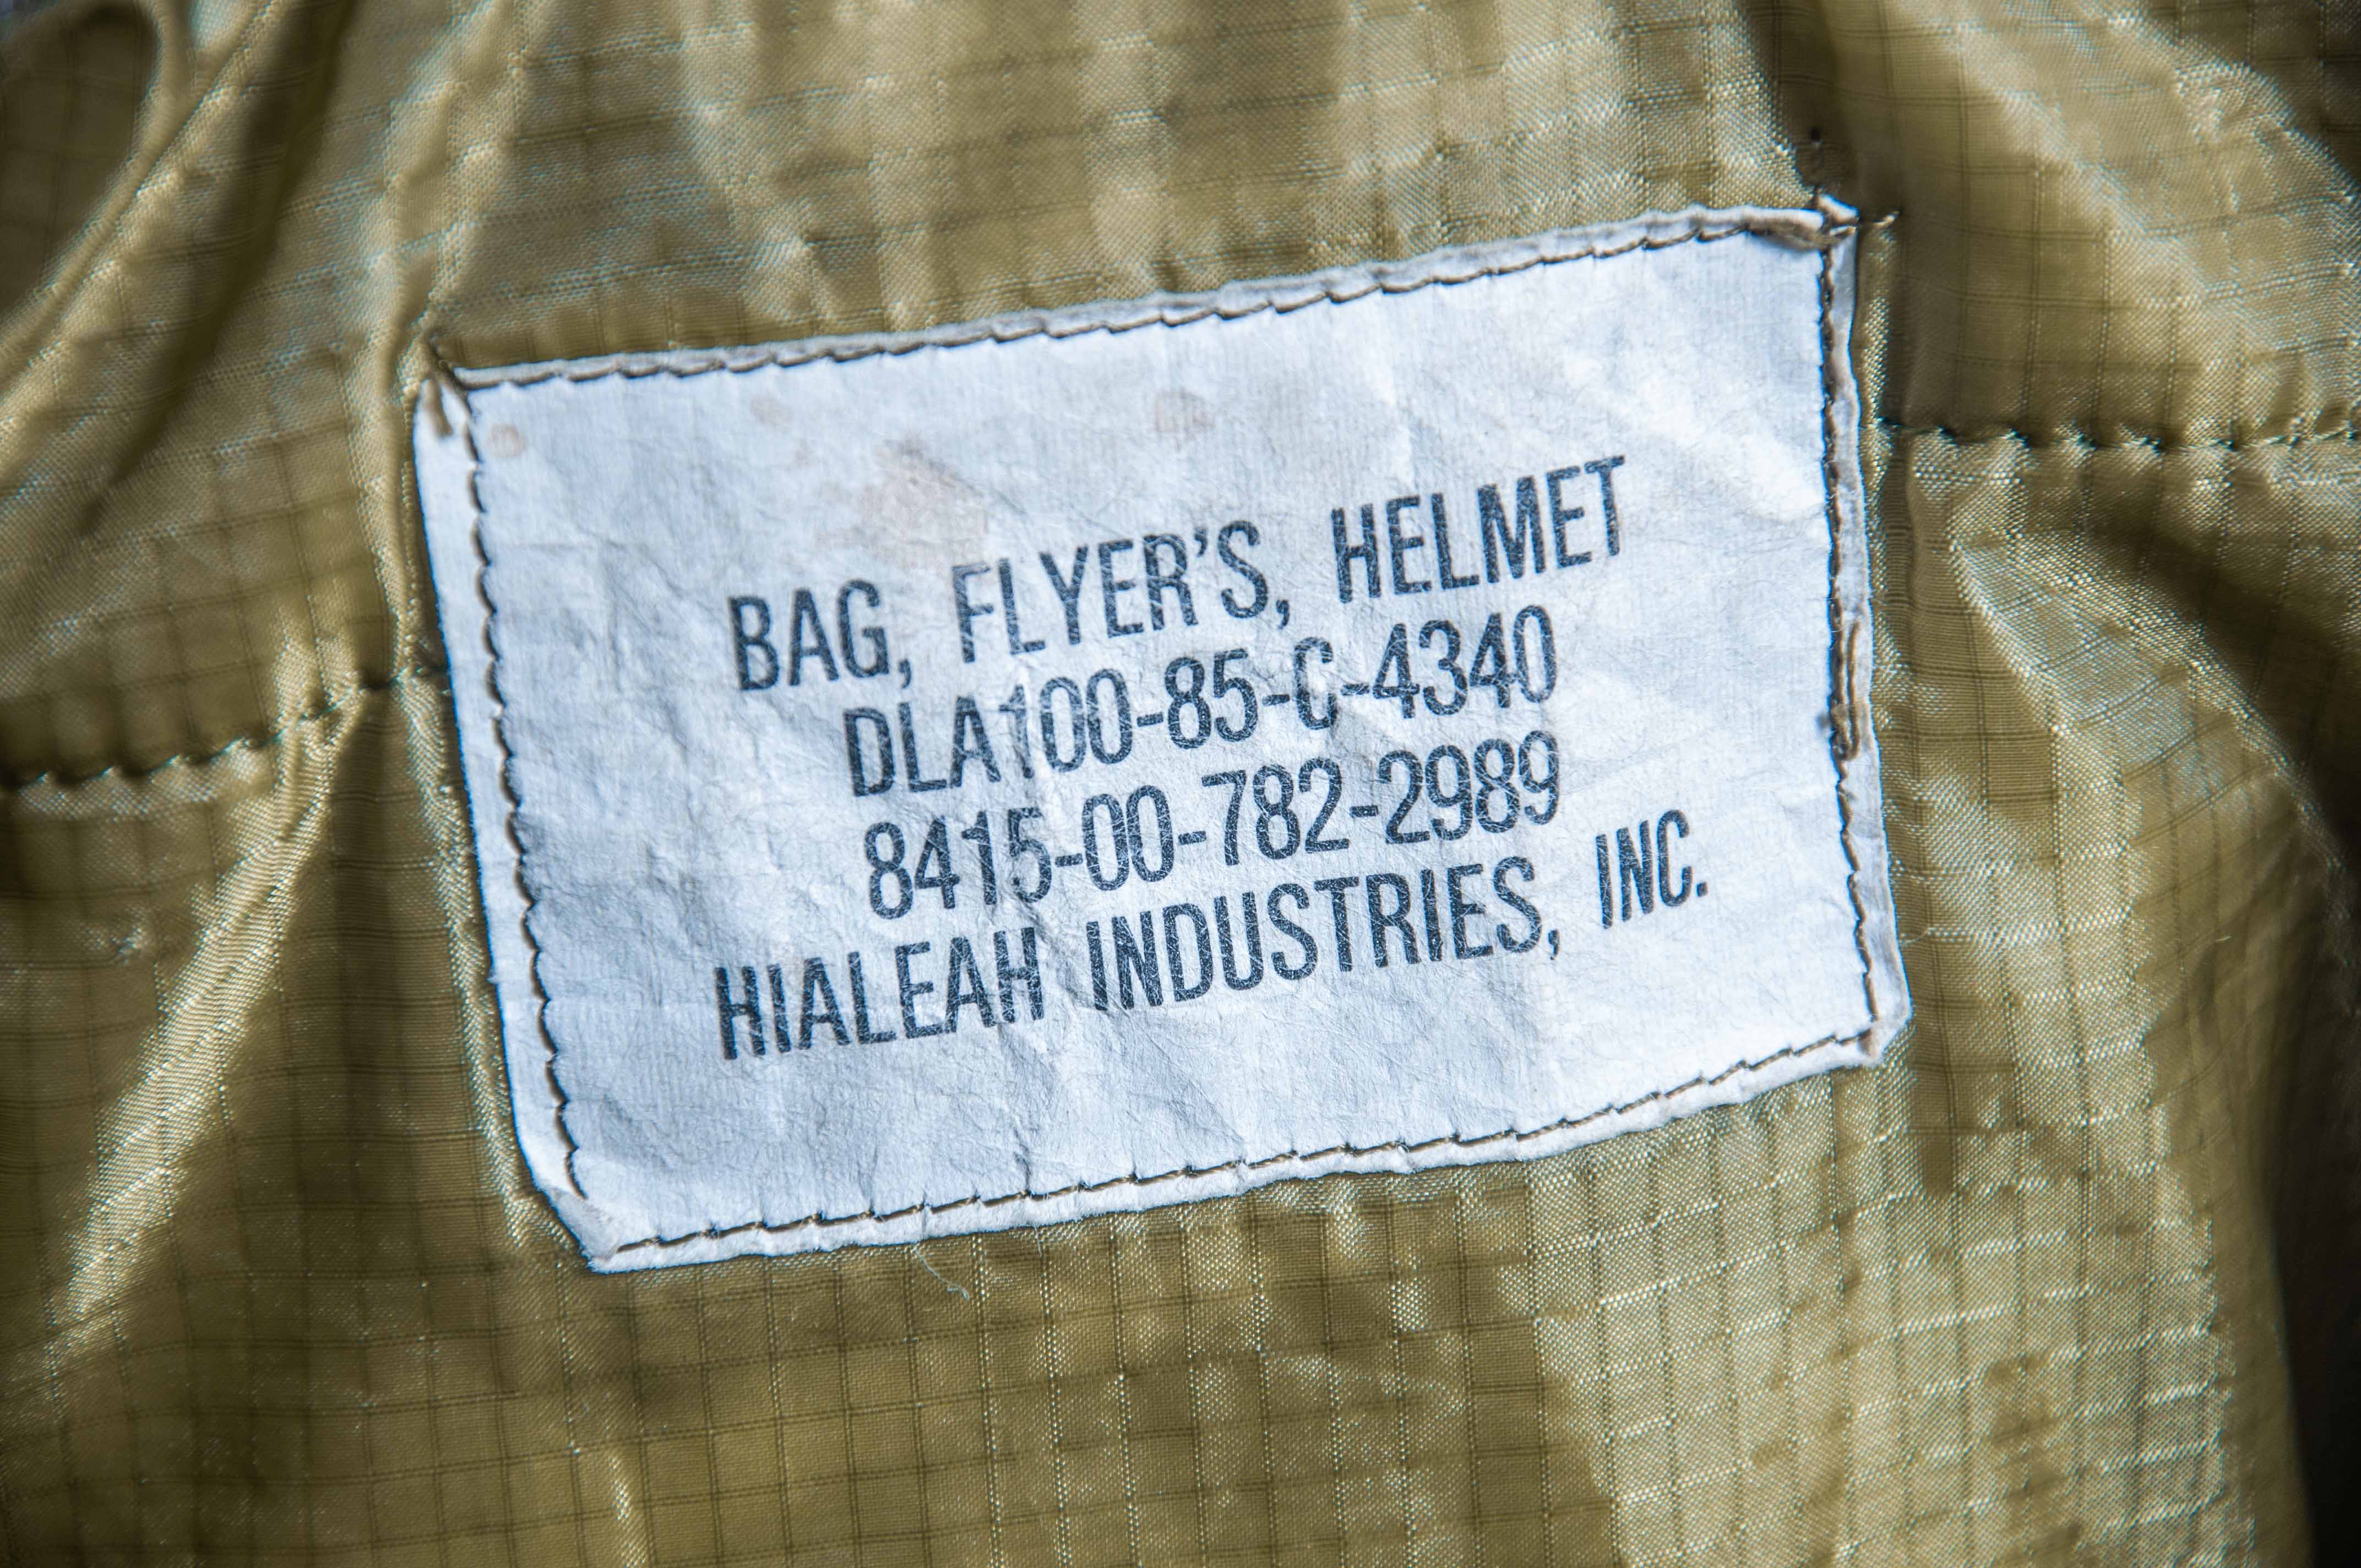 BAG, FLYER'S, HELMET
DLA100-85-C-4340
8415-00-782-2989
HIALEAH INDUSTRIES, INC.